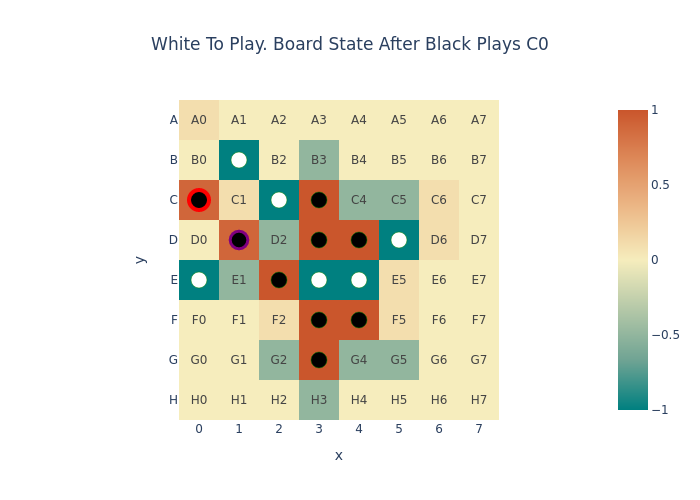 White To Play. Board State After Black Plays C0
A A0 A1 A2 A3 A4 A5 A6 A7
B B0 B2 B3 B4 B5 B6 B7
C C1 C4 C5 C6 C7
D D0 D2 D6 D7
E E1 E5 E6 E7
F F0 F1 F2 F5 F6 F7
G G0 G1 G2 G4 G5 G6 G7
H H0 H1 H2 H3 H4 H5 H6 H7
0 1 2 3 4 5 6 7
x
y
1
0.5
0
−0.5
−1